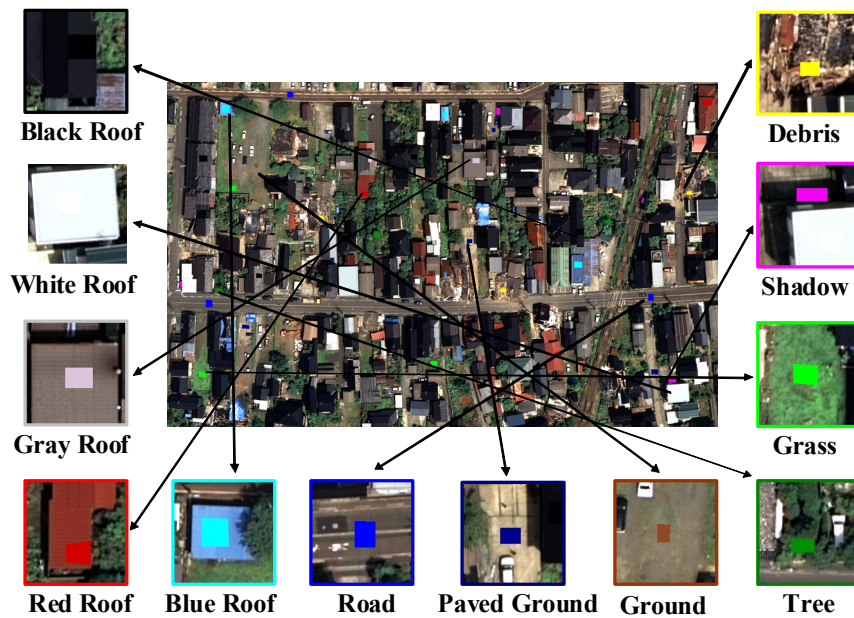 Black Roof
Debris
White Roof
Shadow
Gray Roof
Grass
Red Roof
Blue Roof
Road
Paved Ground
Ground
Tree